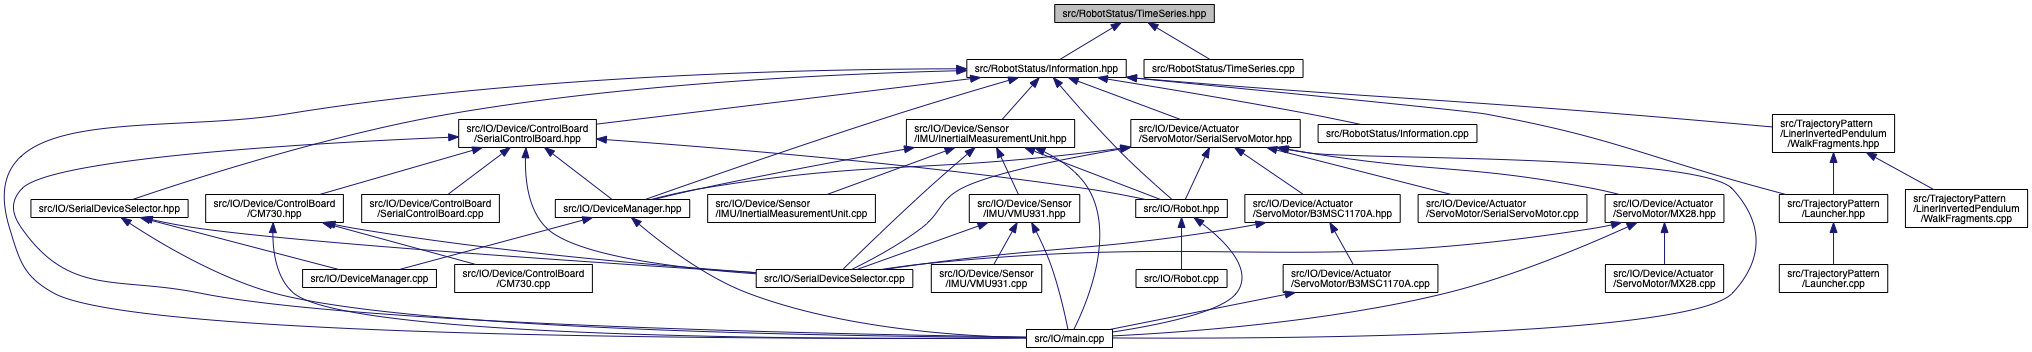 src/RobotStatus/TimeSeries.hpp
src/RobotStatus/Information.hpp
src/RobotStatus/TimeSeries.cpp
src/IO/Device/ControlBoard
/SerialControlBoard.hpp
src/IO/Device/Sensor
/IMU/InertialMeasurementUnit.hpp
src/IO/Device/Actuator
/ServoMotor/SerialServoMotor.hpp
src/RobotStatus/Information.cpp
src/TrajectoryPattern
/LinerInvertedPendulum
/WalkFragments.hpp
src/IO/SerialDeviceSelector.hpp
src/IO/Device/ControlBoard
/CM730.hpp
src/IO/Device/ControlBoard
/SerialControlBoard.cpp
src/IO/DeviceManager.hpp
src/IO/Device/Sensor
/IMU/InertialMeasurementUnit.cpp
src/IO/Device/Sensor
/IMU/VMU931.hpp
src/IO/Robot.hpp
src/IO/Device/Actuator
/ServoMotor/B3MSC1170A.hpp
src/IO/Device/Actuator
/ServoMotor/SerialServoMotor.cpp
src/IO/Device/Actuator
/ServoMotor/MX28.hpp
src/TrajectoryPattern
/Launcher.hpp
src/TrajectoryPattern
/LinerInvertedPendulum
/WalkFragments.cpp
src/IO/DeviceManager.cpp
src/IO/Device/ControlBoard
/CM730.cpp
src/IO/SerialDeviceSelector.cpp
src/IO/Device/Sensor
/IMU/VMU931.cpp
src/IO/Robot.cpp
src/IO/Device/Actuator
/ServoMotor/B3MSC1170A.cpp
src/IO/Device/Actuator
/ServoMotor/MX28.cpp
src/TrajectoryPattern
/Launcher.cpp
src/IO/main.cpp